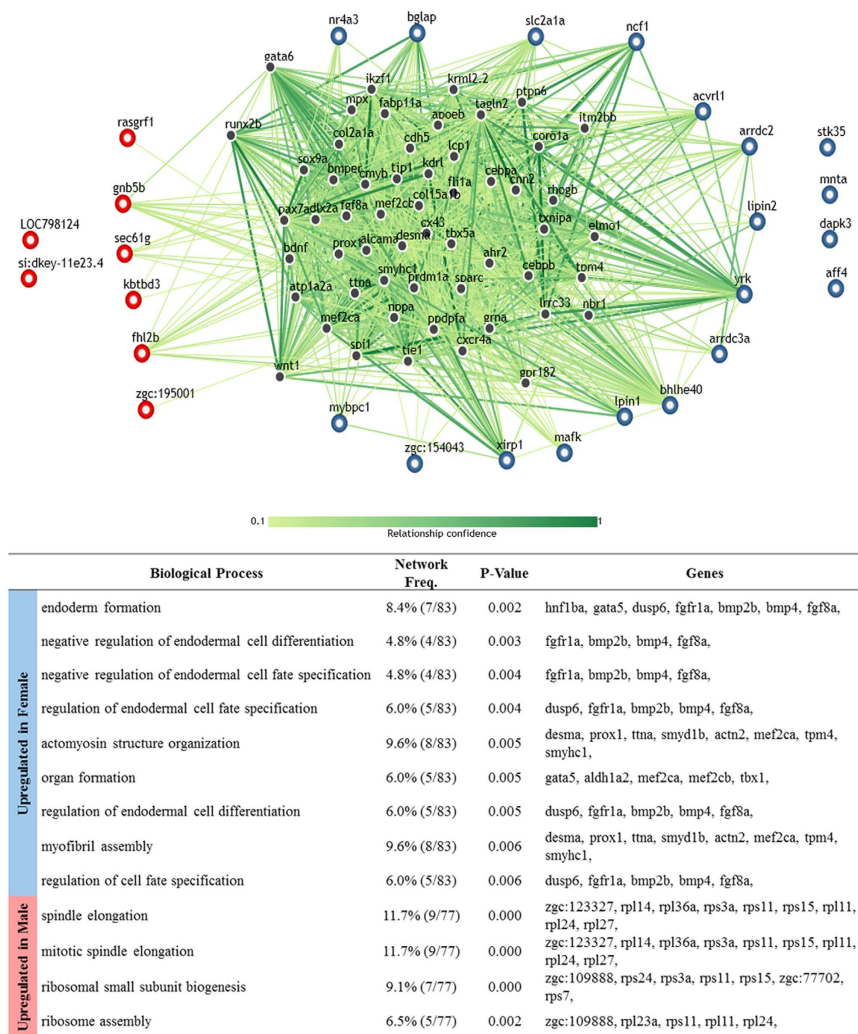 nr4a3
bglap
slc2a1a
ncf1
gata6
ikzf1
krml2.2
ptpn6
acvrl1
mpx
fabp11a
tagln2
rasgrf1
runx2b
apoeb
itm2bb
arrdc2
stk35
col2a1a
cdh5
lcp1
coro1a
sox9a
bmper
cmyb
tip1
kdrl
cebpa
cnn2
rhogb
mnta
gnb5b
fli1a
lipin2
LOC798124
pax7a
dlx2a
fgf8a
mef2cb
col15a1b
txnipa
elmo1
dapk3
sec61g
bdnf
prox1
alcama
desma
cx43
tbx5a
ahr2
si:dkey-11e23.4
smyhc1
prdm1a
sparc
cebpb
tpm4
aff4
kbtbd3
atp1a2a
ttna
yrk
mef2ca
nppa
ppdpfa
grna
lrrc33
nbr1
fhl2b
spl1
tie1
cxcr4a
arrdc3a
wnt1
gpr182
zgc:195001
mybpc1
lpin1
bhlhe40
zgc:154043
xirp1
mafk
0.1
1
Relationship confidence
Biological Process Network Freq. P-Value Genes
Upregulated in Female
endoderm formation 8.4% (7/83) 0.002 hnf1ba, gata5, dusp6, fgfr1a, bmp2b, bmp4, fgf8a,
negative regulation of endodermal cell differentiation 4.8% (4/83) 0.003 fgfr1a, bmp2b, bmp4, fgf8a,
negative regulation of endodermal cell fate specification 4.8% (4/83) 0.004 fgfr1a, bmp2b, bmp4, fgf8a,
regulation of endodermal cell fate specification 6.0% (5/83) 0.004 dusp6, fgfr1a, bmp2b, bmp4, fgf8a,
actomyosin structure organization 9.6% (8/83) 0.005 desma, prox1, ttna, smyd1b, actn2, mef2ca, tpm4,
smyhc1,
organ formation 6.0% (5/83) 0.005 gata5, aldh1a2, mef2ca, mef2cb, tbx1,
regulation of endodermal cell differentiation 6.0% (5/83) 0.005 dusp6, fgfr1a, bmp2b, bmp4, fgf8a,
myofibril assembly 9.6% (8/83) 0.006 desma, prox1, ttna, smyd1b, actn2, mef2ca, tpm4,
smyhc1,
regulation of cell fate specification 6.0% (5/83) 0.006 dusp6, fgfr1a, bmp2b, bmp4, fgf8a,
Upregulated in Male
spindle elongation 11.7% (9/77) 0.000 zgc:123327, rpl14, rpl36a, rps3a, rps11, rps15, rpl11,
rpl24, rpl27,
mitotic spindle elongation 11.7% (9/77) 0.000 zgc:123327, rpl14, rpl36a, rps3a, rps11, rps15, rpl11,
rpl24, rpl27,
ribosomal small subunit biogenesis 9.1% (7/77) 0.000 zgc:109888, rps24, rps3a, rps11, rps15, zgc:77702,
rps7,
ribosome assembly 6.5% (5/77) 0.002 zgc:109888, rpl23a, rps11, rpl11, rpl24,